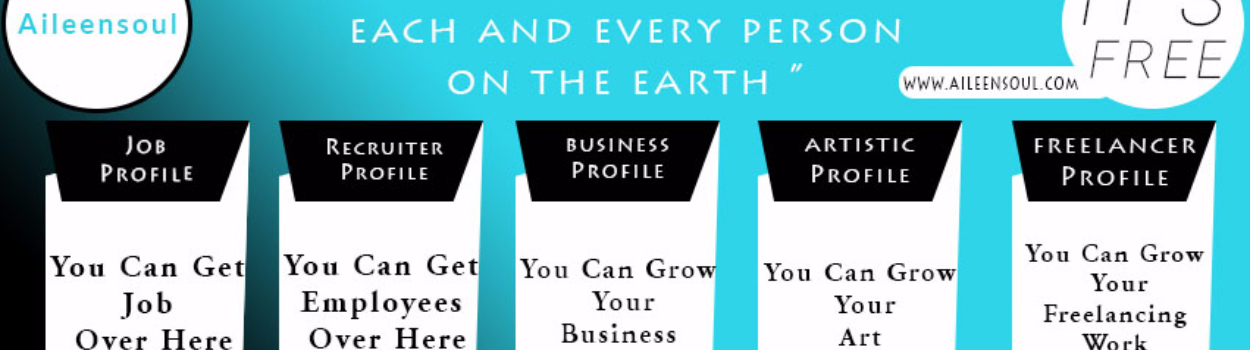 Aileensoul
EACH AND EVERY PERSON
ON THE EARTH ”
IT'S
FREE
WWW.AILEENSOUL.COM
JOB
PROFILE
You Can Get
Job
Over Here
RECRUITER
PROFILE
You Can Get
Employees
Over Here
BUSINESS
PROFILE
You Can Grow
Your
Business
ARTISTIC
PROFILE
You Can Grow
Your
Art
FREELANCER
PROFILE
You Can Grow
Your
Freelancing
Work